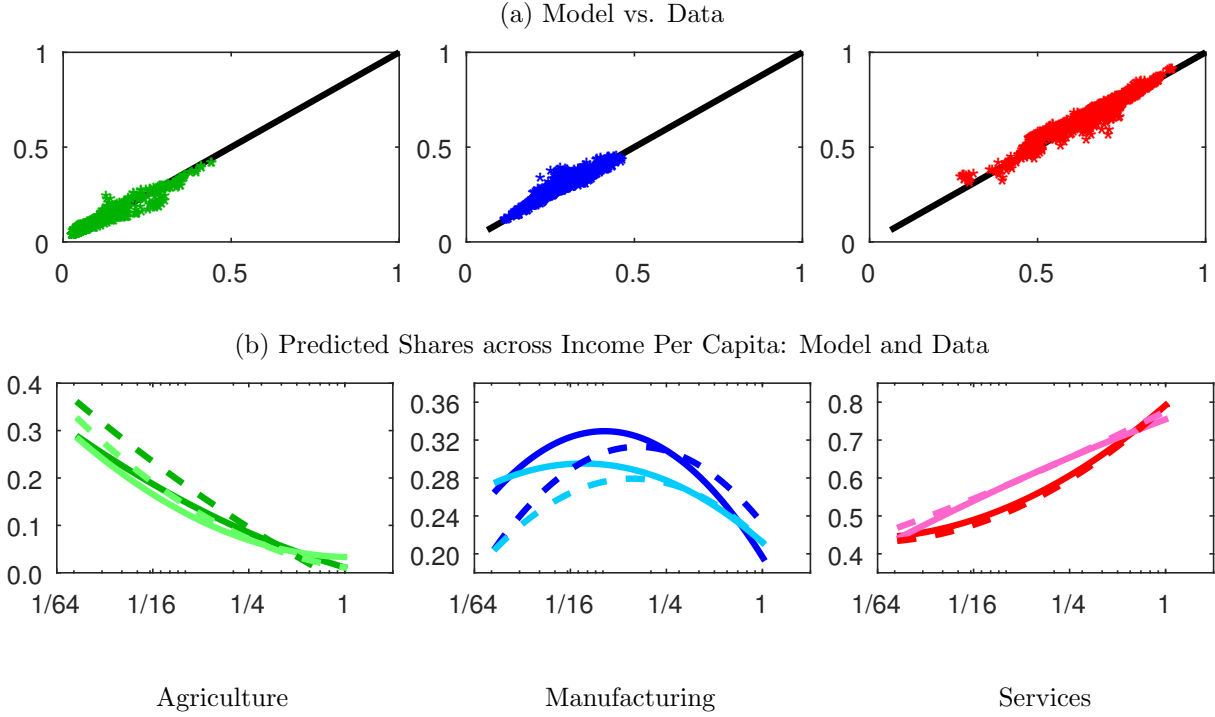 (a) Model vs. Data
1 1 1
0.5 0.5 0.5
0 0 0
0 0.5 1 0 0.5 1 0 0.5 1
(b) Predicted Shares across Income Per Capita: Model and Data
0.4 0.36 0.8
0.3 0.32 0.7
0.2 0.28 0.6
0.1 0.24 0.5
0.0 0.20 0.4
1/64 1/16 1/4 1 1/64 1/16 1/4 1 1/64 1/16 1/4 1
Agriculture Manufacturing Services